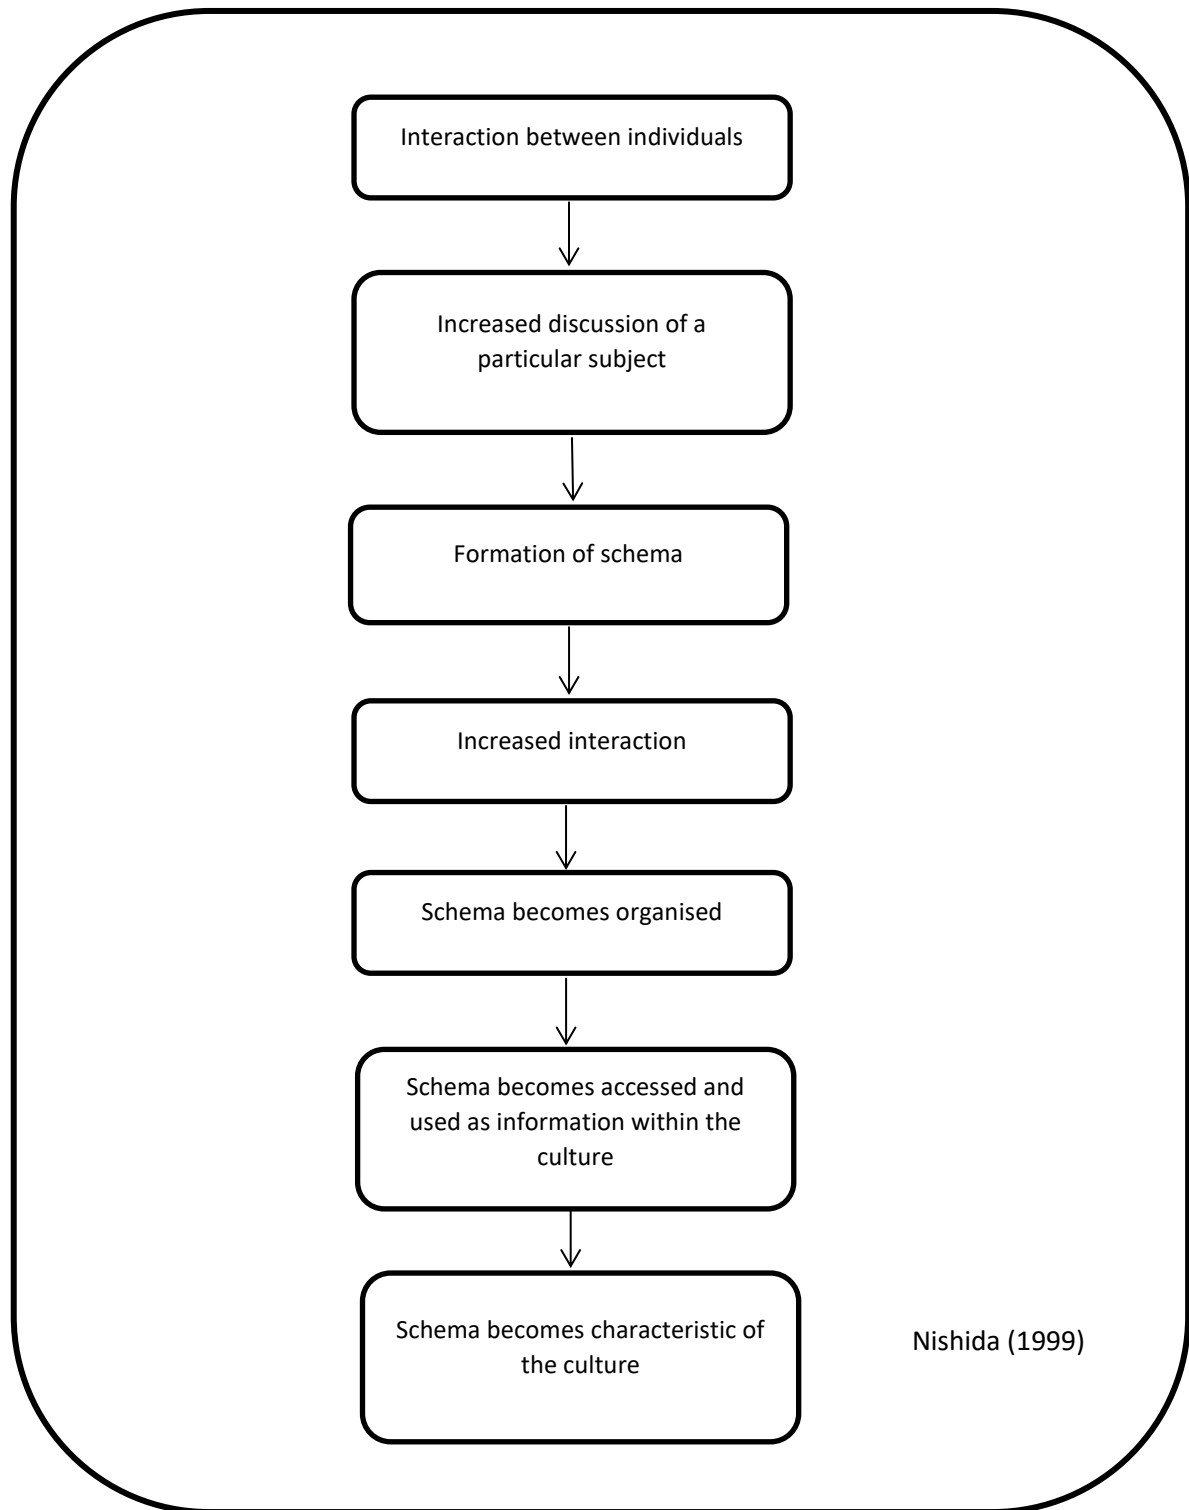 Interaction between individuals
Increased discussion of a
particular subject
Formation of schema
Increased interaction
Schema becomes organised
Schema becomes accessed and
used as information within the
culture
Schema becomes characteristic of
the culture
Nishida (1999)